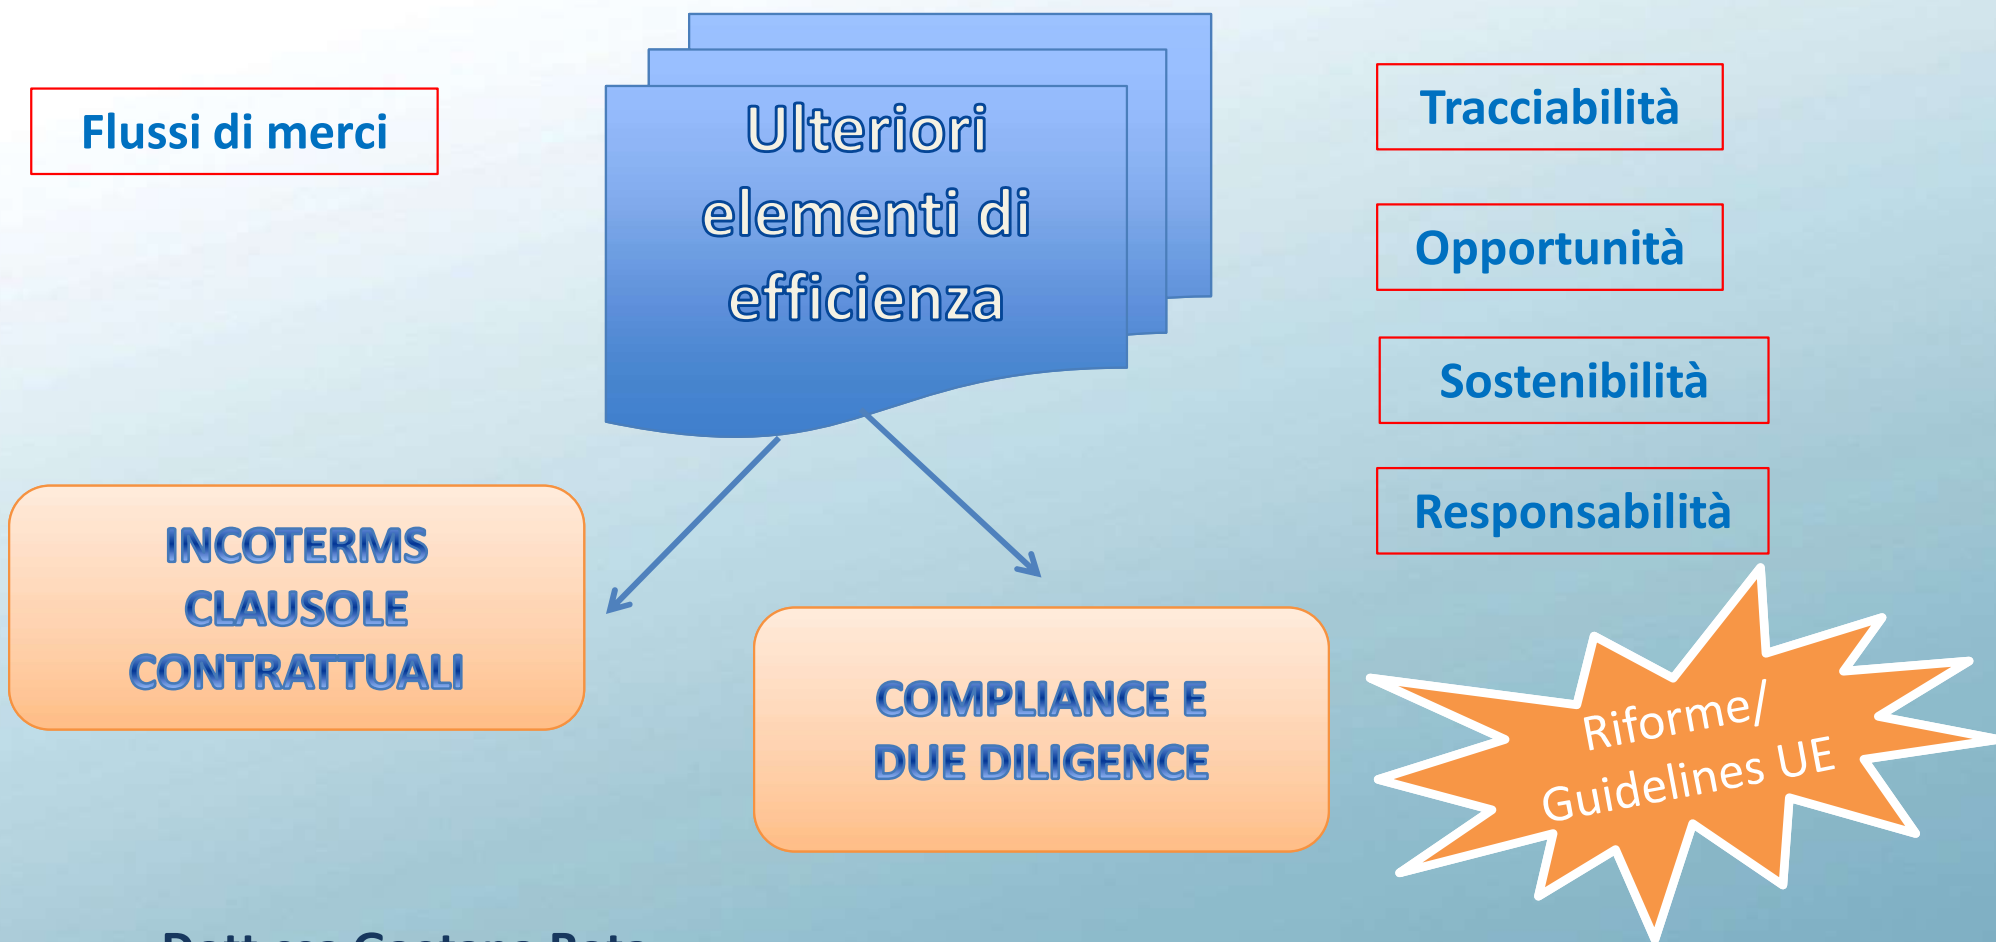 Flussi di merci
Ulteriori
elementi di
efficienza
Tracciabilità
Opportunità
Sostenibilità
Responsabilità
INCOTERMS
CLAUSOLE
CONTRATTUALI
COMPLIANCE E
DUE DILIGENCE
Riforme/
Guidelines UE